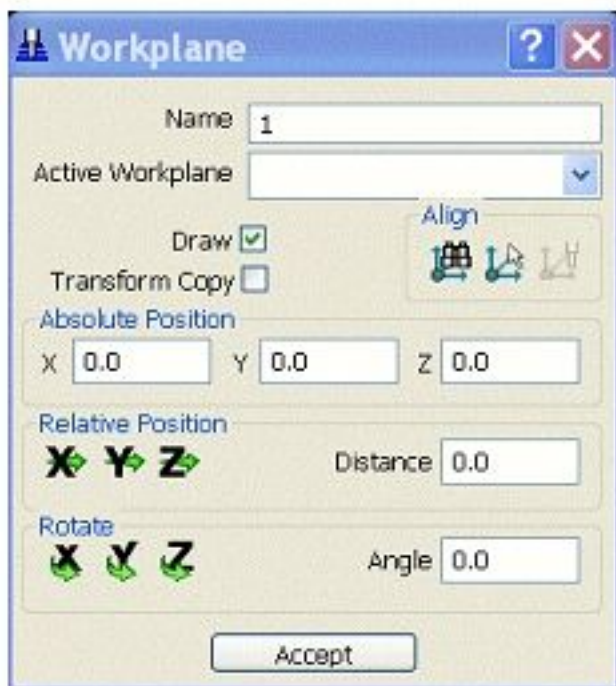 Workplane
Name 1
Active Workplane
Align
Draw
Transform Copy
Absolute Position
X 0.0 Y 0.0 Z 0.0
Relative Position
X Y Z Distance 0.0
Rotate
X Y Z Angle 0.0
Accept